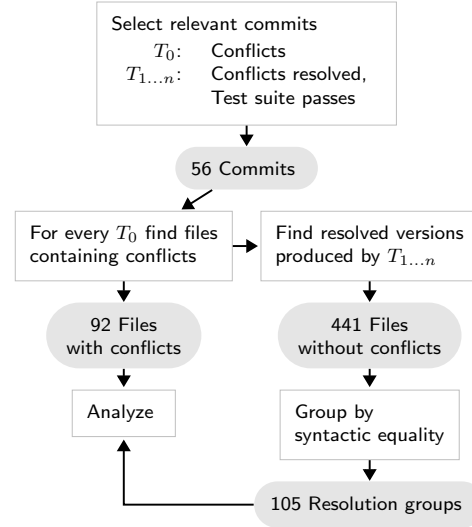 Select relevant commits
T₀: Conflicts
T₁...ₙ: Conflicts resolved,
Test suite passes
56 Commits
For every T₀ find files
containing conflicts
Find resolved versions
produced by T₁...ₙ
92 Files
with conflicts
441 Files
without conflicts
Analyze
Group by
syntactic equality
105 Resolution groups